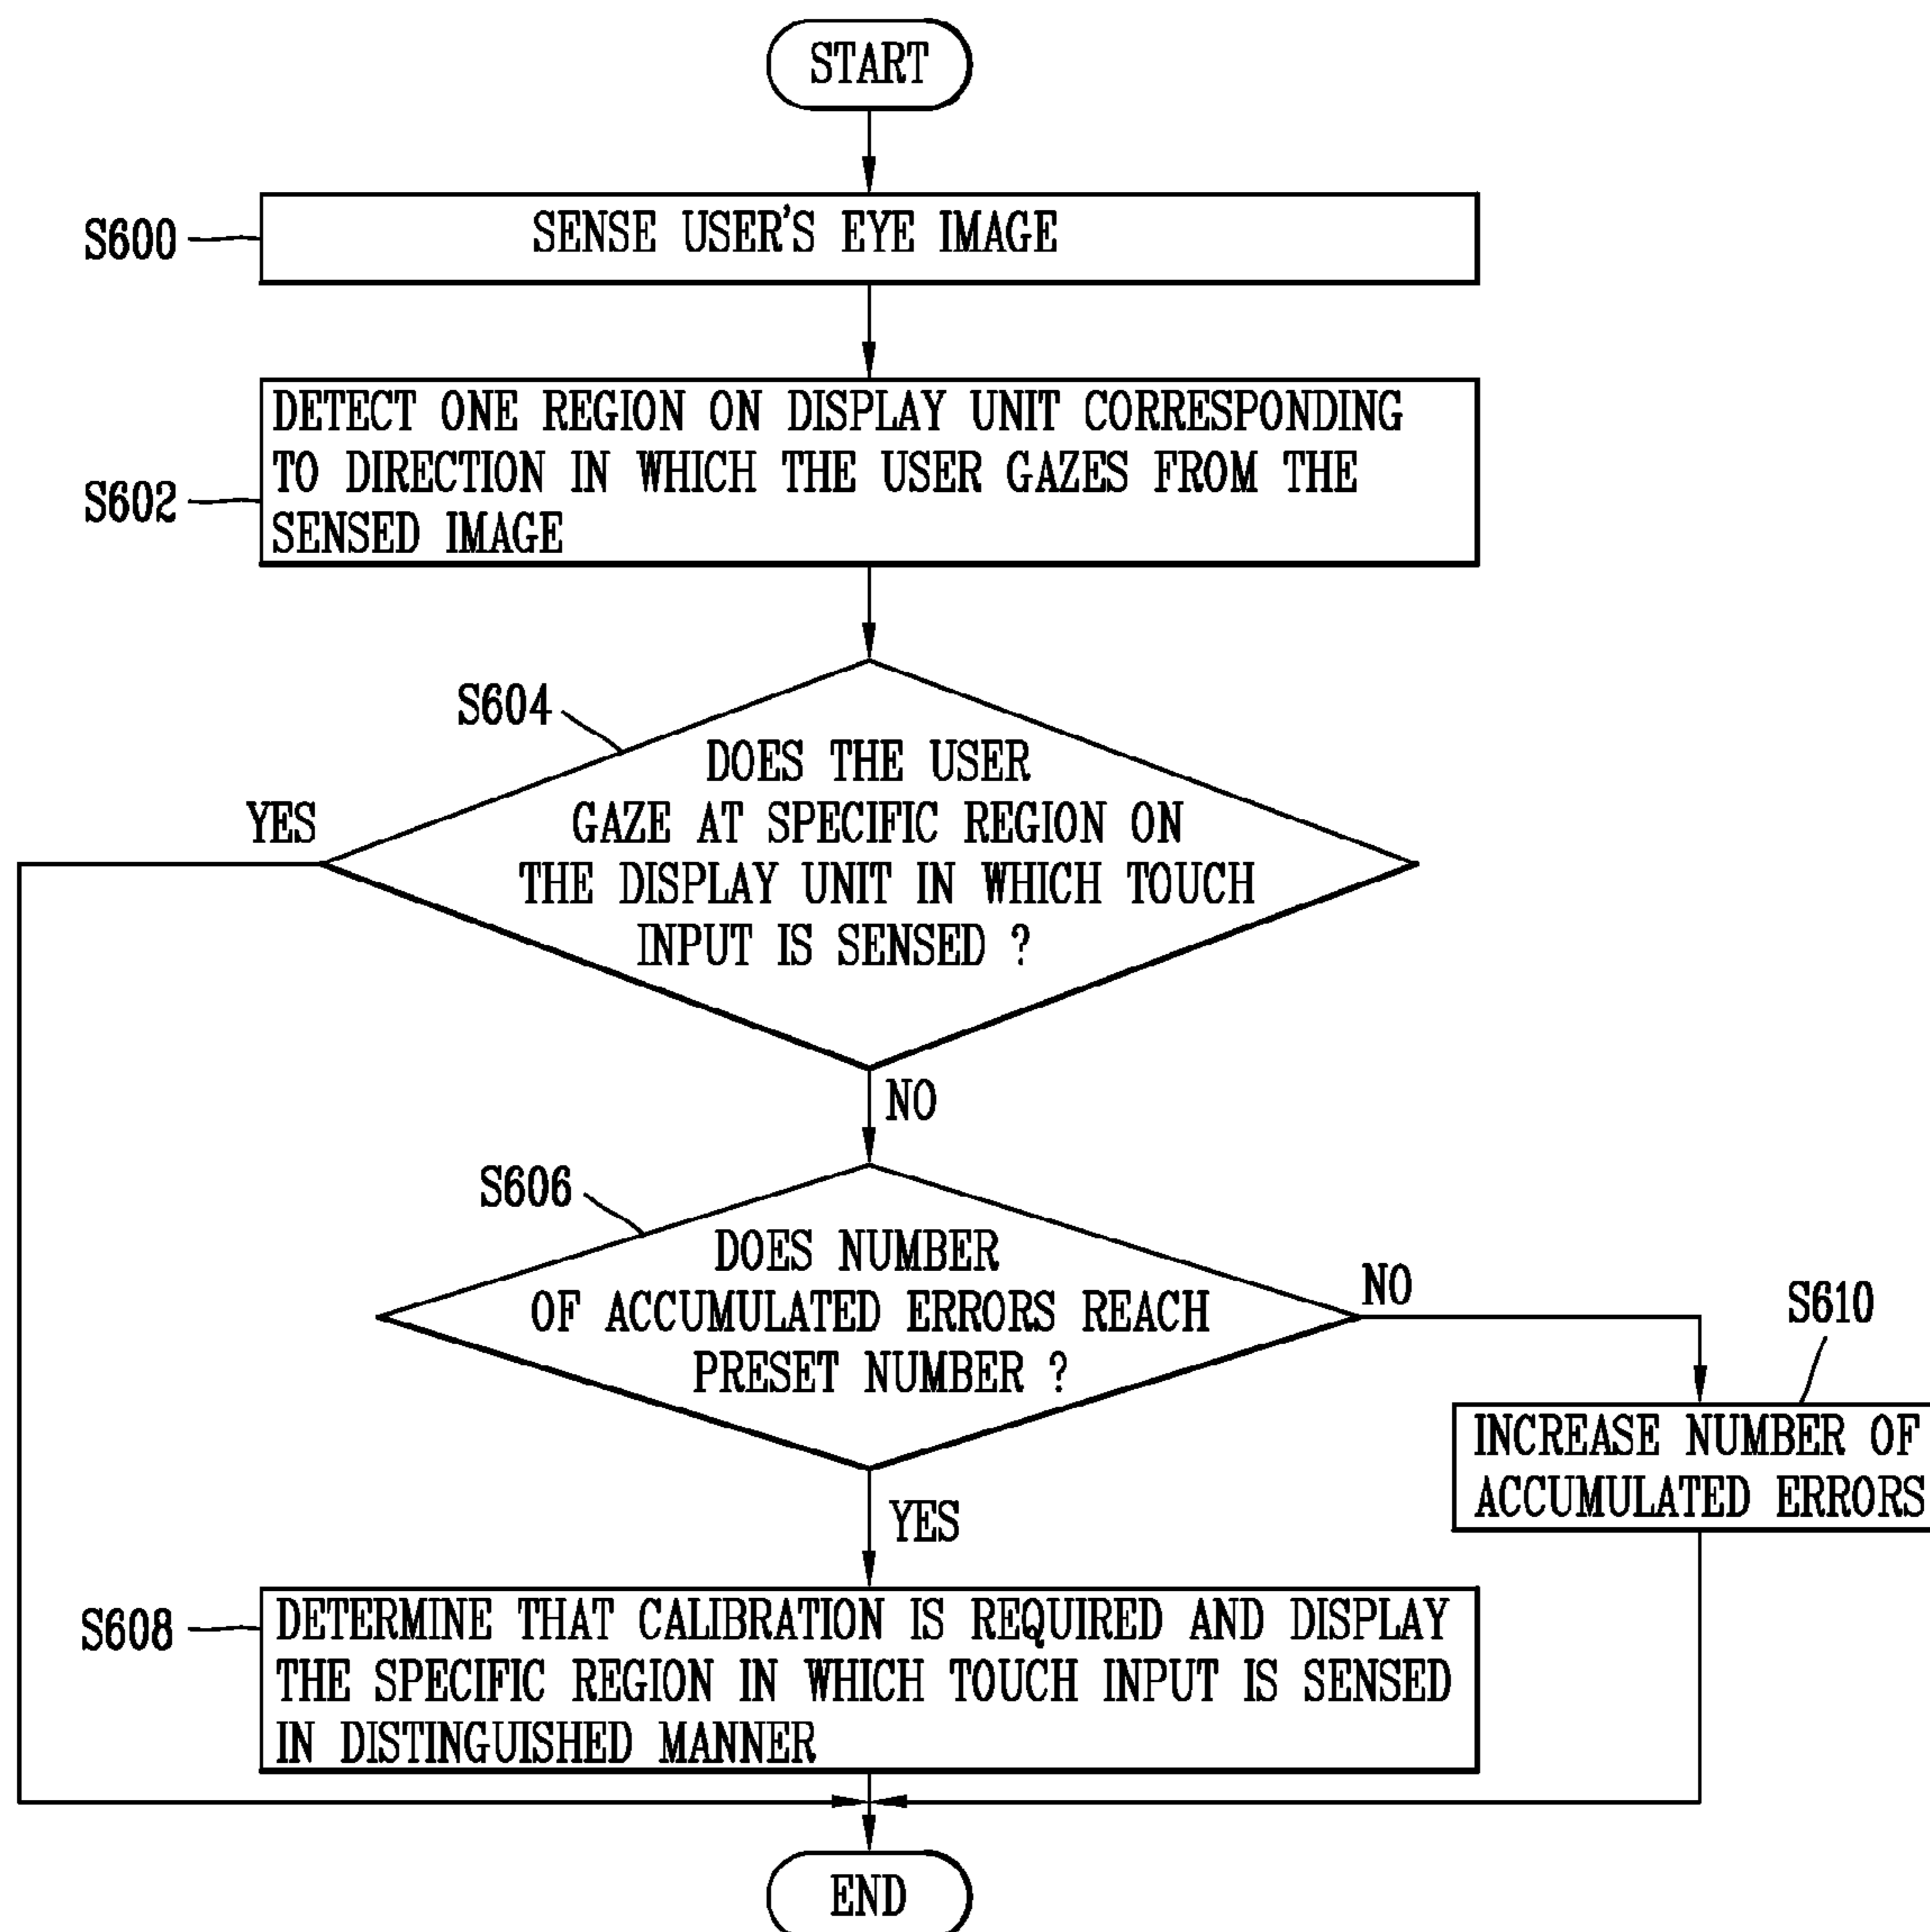 START
S600
SENSE USER'S EYE IMAGE
S602
DETECT ONE REGION ON DISPLAY UNIT CORRESPONDING
TO DIRECTION IN WHICH THE USER GAZES FROM THE
SENSED IMAGE
S604
DOES THE USER
GAZE AT SPECIFIC REGION ON
THE DISPLAY UNIT IN WHICH TOUCH
INPUT IS SENSED ?
YES
NO
S606
DOES NUMBER
OF ACCUMULATED ERRORS REACH
PRESET NUMBER ?
NO
S610
INCREASE NUMBER OF
ACCUMULATED ERRORS
YES
S608
DETERMINE THAT CALIBRATION IS REQUIRED AND DISPLAY
THE SPECIFIC REGION IN WHICH TOUCH INPUT IS SENSED
IN DISTINGUISHED MANNER
END